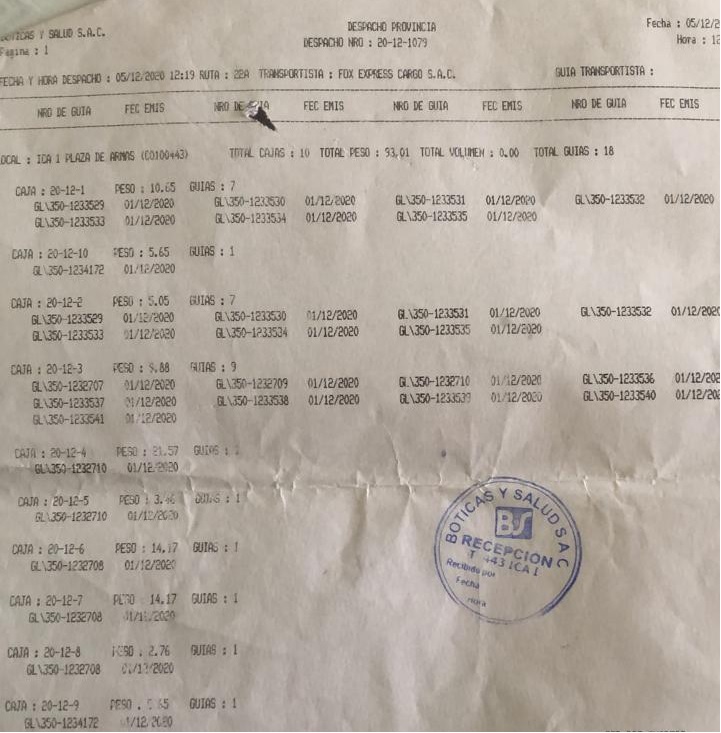 BOTICAS Y SALUD S.A.C.
Pagina : 1
DESPACHO PROVINCIA
DESPACHO NRO : 20-12-1079
Fecha : 05/12/2
Hora : 12
FECHA Y HORA DESPACHO : 05/12/2020 12:19 RUTA : 22A TRANSPORTISTA : FOX EXPRESS CARGO S.A.C. GUIA TRANSPORTISTA :
NRO DE GUIA FEC EMIS NRO DE GUIA FEC EMIS NRO DE GUIA FEC EMIS NRO DE GUIA FEC EMIS
OCAL : ICA 1 PLAZA DE ARMAS (C0100443) TOTAL CAJAS : 10 TOTAL PESO : 93.01 TOTAL VOLUMEN : 0.00 TOTAL GUIAS : 18
CAJA : 20-12-1 PESO : 10.65 GUIAS : 7
GL\350-1233529 01/12/2020 GL\350-1233530 01/12/2020 GL\350-1233531 01/12/2020 GL\350-1233532 01/12/2020
GL\350-1233533 01/12/2020 GL\350-1233534 01/12/2020 GL\350-1233535 01/12/2020
CAJA : 20-12-10 PESO : 5.65 GUIAS : 1
GL\350-1234172 01/12/2020
CAJA : 20-12-2 PESO : 5.05 GUIAS : 7
GL\350-1233529 01/12/2020 GL\350-1233530 01/12/2020 GL\350-1233531 01/12/2020 GL\350-1233532 01/12/2020
GL\350-1233533 01/12/2020 GL\350-1233534 01/12/2020 GL\350-1233535 01/12/2020
CAJA : 20-12-3 PESO : 9.88 GUIAS : 9
GL\350-1232707 01/12/2020 GL\350-1232709 01/12/2020 GL\350-1232710 01/12/2020 GL\350-1233536 01/12/202
GL\350-1233537 01/12/2020 GL\350-1233538 01/12/2020 GL\350-1233539 01/12/2020 GL\350-1233540 01/12/202
GL\350-1233541 01/12/2020
CAJA : 20-12-4 PESO : 21.57 GUIAS :
GL\350-1232710 01/12/2020
CAJA : 20-12-5 PESO : GUIAS : 1
GL\350-1232710 01/12/2020
CAJA : 20-12-6 PESO : 14.17 GUIAS : 1
GL\350-1232708 01/12/2020
CAJA : 20-12-7 PESO : 14.17 GUIAS : 1
GL\350-1232708 01/12/2020
CAJA : 20-12-8 PESO : 2.76 GUIAS : 1
GL\350-1232708 01/12/2020
CAJA : 20-12-9 PESO : GUIAS : 1
GL\350-1234172 01/12/2020
BOTICAS Y SALUD S A C
BS
RECEPCION
T 443 ICA I
Recibido por
Fecha
Hora